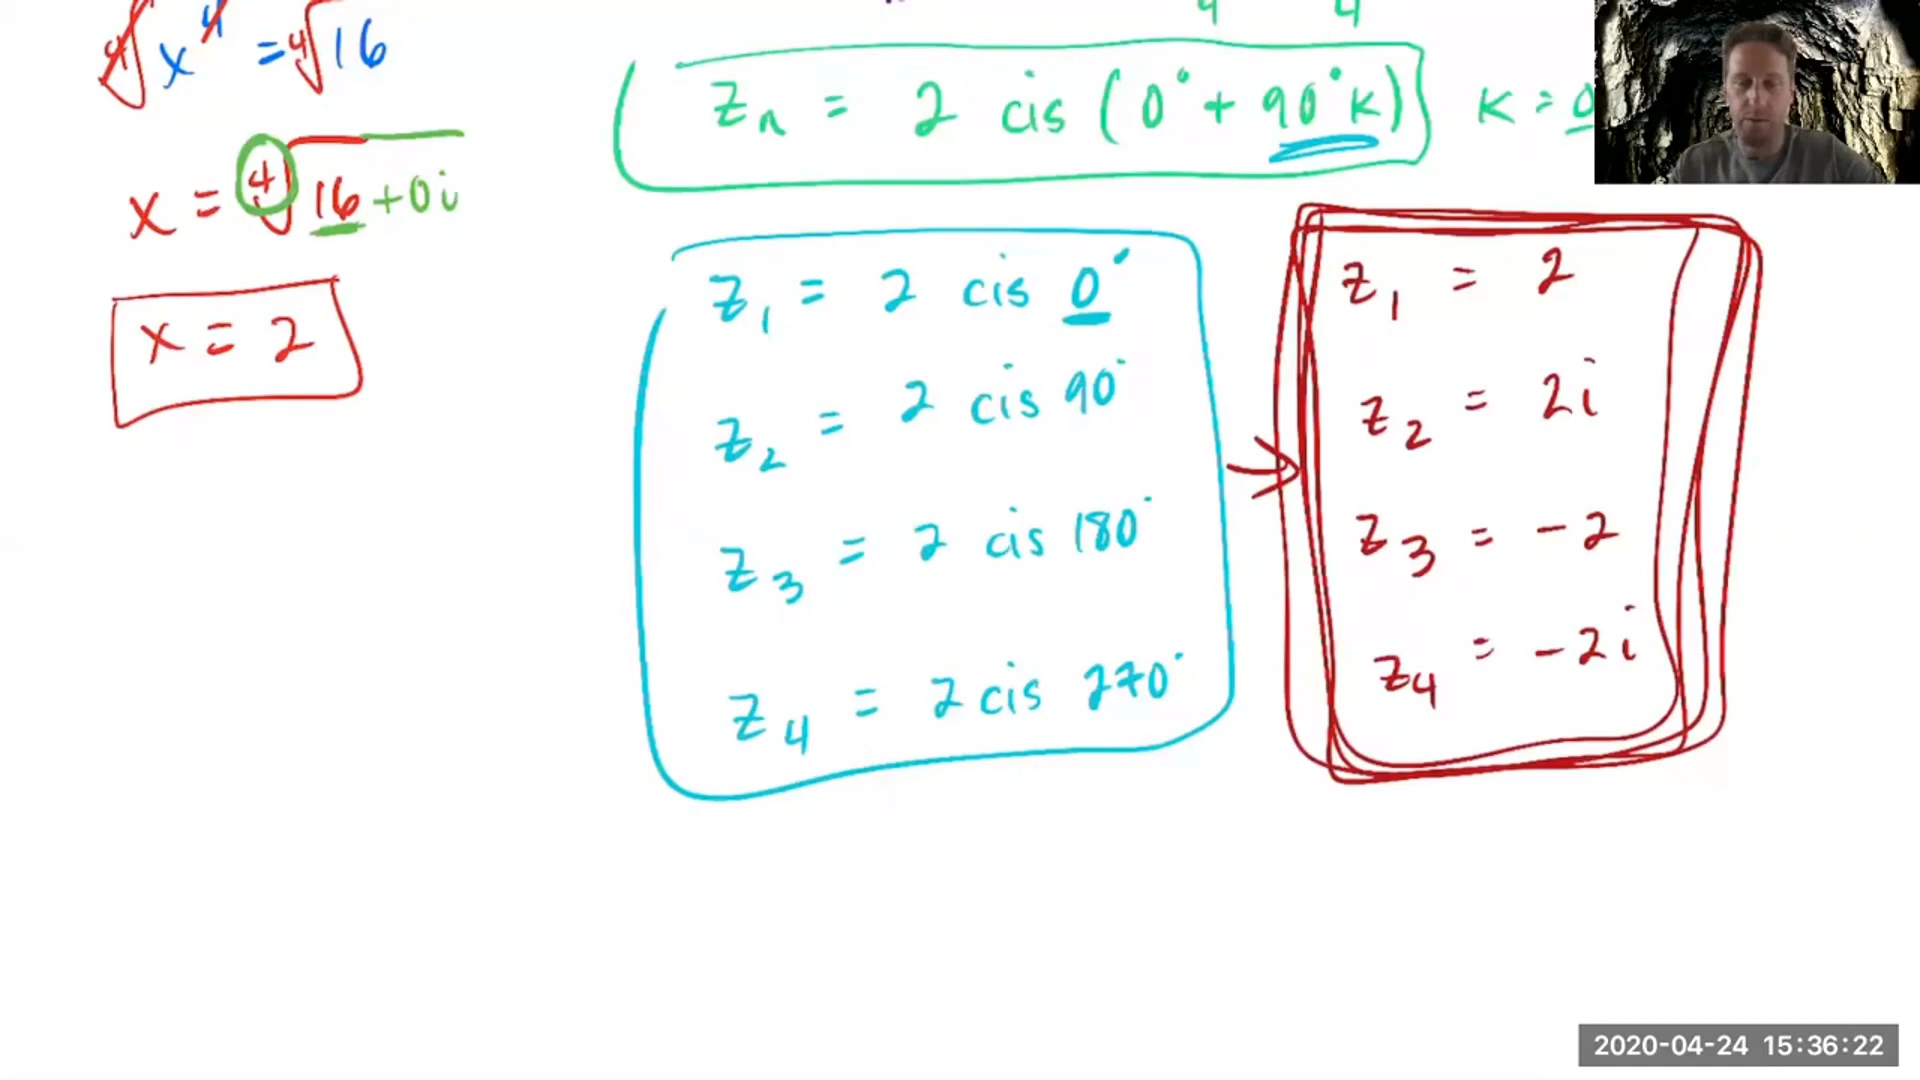 4 4
∜x⁴ = ∜16
zₙ = 2 cis (0° + 90°k) k = 0
x = ∜16+0i
x = 2
z₁ = 2 cis 0°
z₂ = 2 cis 90°
z₃ = 2 cis 180°
z₄ = 2 cis 270°
→
z₁ = 2
z₂ = 2i
z₃ = -2
z₄ = -2i
2020-04-24 15:36:22